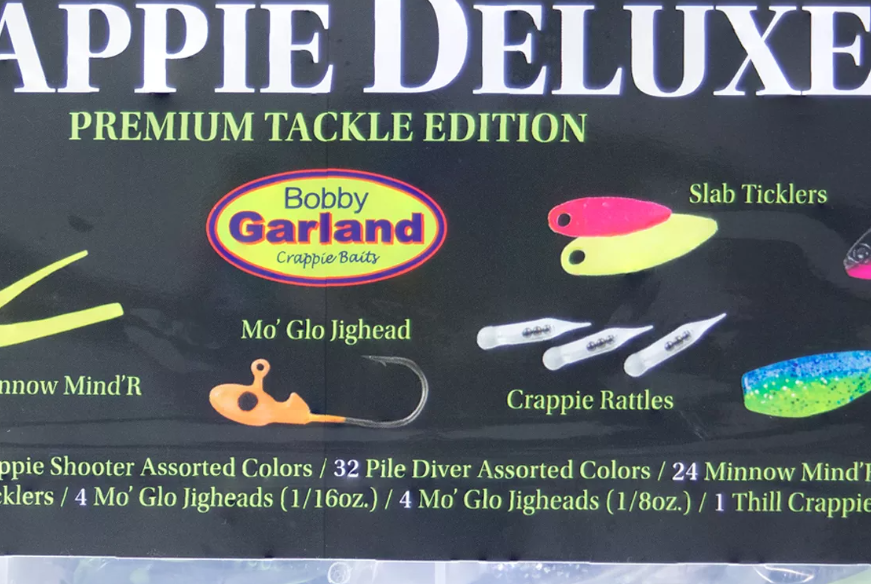 APPIE DELUXE
PREMIUM TACKLE EDITION
Bobby
Garland
Crappie Baits
Slab Ticklers
Mo' Glo Jighead
nnow Mind'R
Crappie Rattles
ppie Shooter Assorted Colors / 32 Pile Diver Assorted Colors / 24 Minnow Mind'R
cklers / 4 Mo' Glo Jigheads (1/16oz.) / 4 Mo' Glo Jigheads (1/8oz.) / 1 Thill Crappie